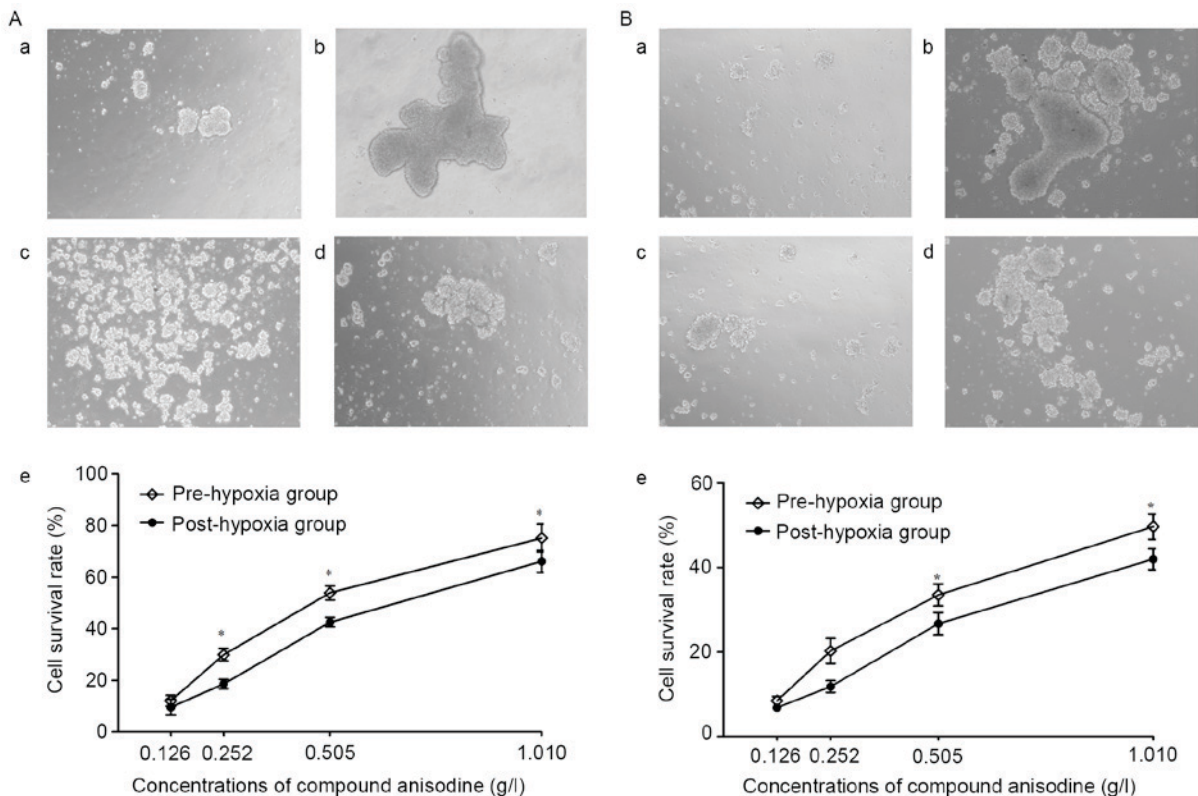 A
a
b
c
d
e
100
80
60
40
20
0
Cell survival rate (%)
Pre-hypoxia group
Post-hypoxia group
*
*
*
0.126
0.252
0.505
1.010
Concentrations of compound anisodine (g/l)
B
a
b
c
d
e
60
40
20
0
Cell survival rate (%)
Pre-hypoxia group
Post-hypoxia group
*
*
0.126
0.252
0.505
1.010
Concentrations of compound anisodine (g/l)